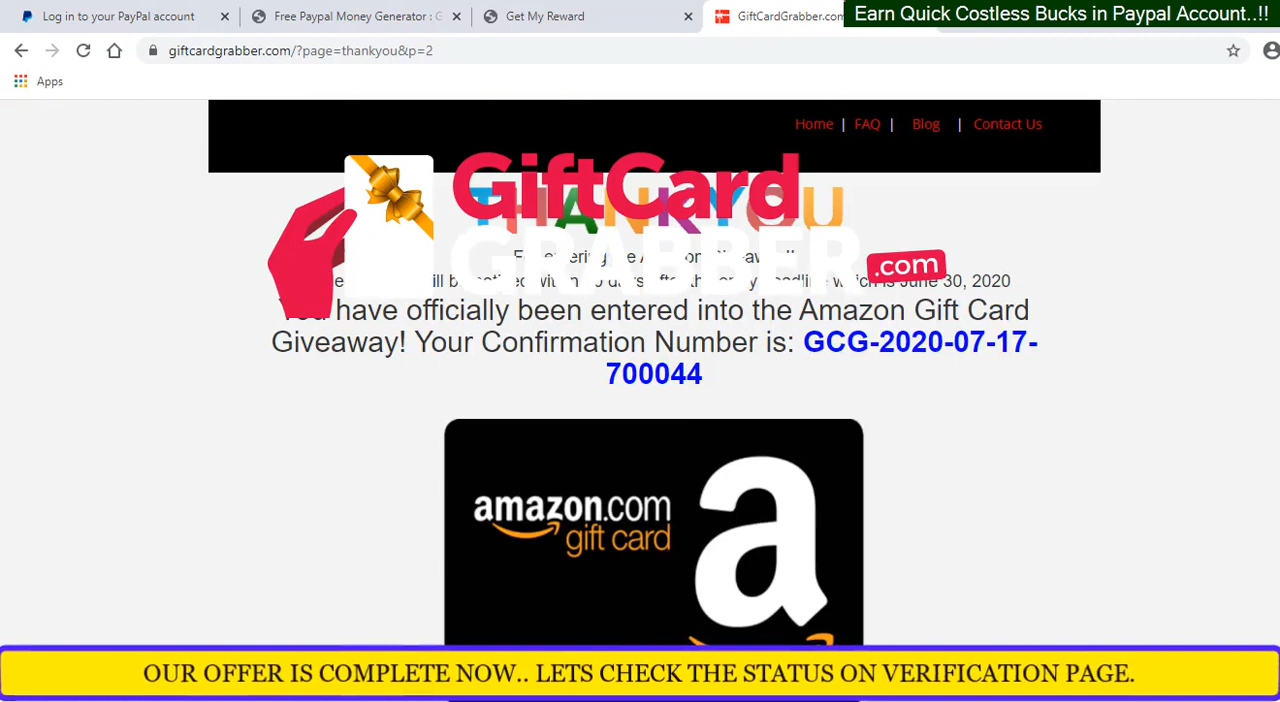 Log in to your PayPal account
Free Paypal Money Generator : G
Get My Reward
GiftCardGrabber.com
Earn Quick Costless Bucks in Paypal Account..!!
giftcardgrabber.com/?page=thankyou&p=2
Apps
Home | FAQ | Blog | Contact Us
GiftCard
THANK YOU
GRABBER
.com
is June 30, 2020
have officially been entered into the Amazon Gift Card
Giveaway! Your Confirmation Number is: GCG-2020-07-17-
700044
amazon.com
gift card
a
OUR OFFER IS COMPLETE NOW.. LETS CHECK THE STATUS ON VERIFICATION PAGE.